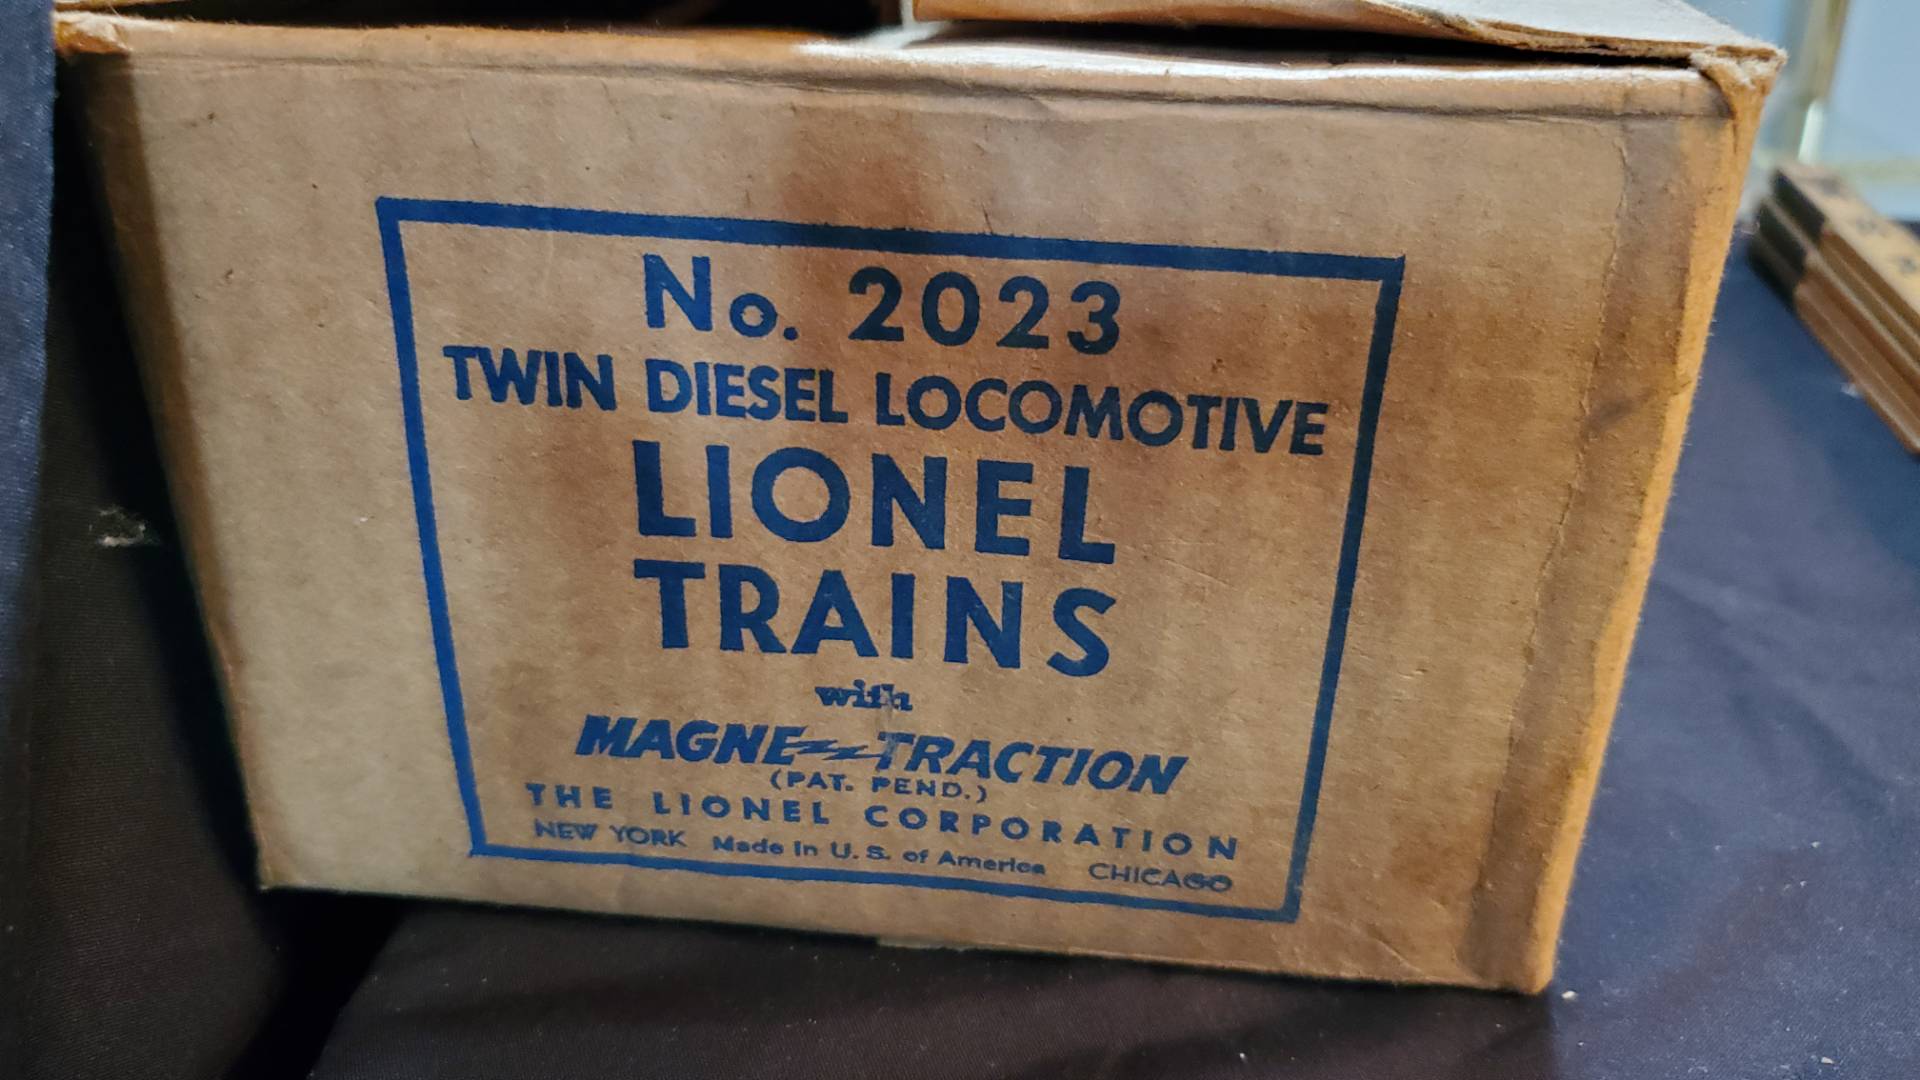 No. 2023
TWIN DIESEL LOCOMOTIVE
LIONEL
TRAINS
with
MAGNE-TRACTION
(PAT. PEND.)
THE LIONEL CORPORATION
NEW YORK Made in U. S. of America CHICAGO